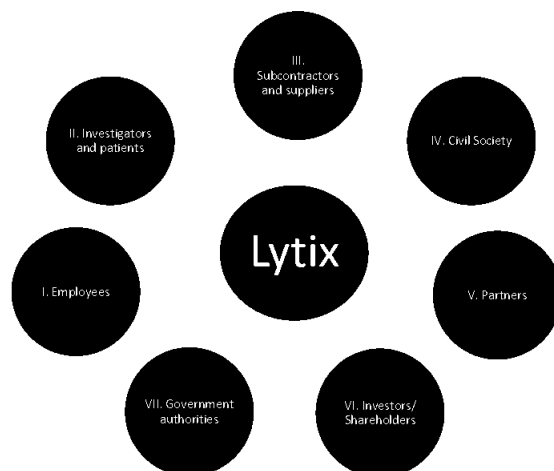 III.
Subcontractors
and suppliers
II. Investigators
and patients
IV. Civil Society
Lytix
I. Employees
V. Partners
VII. Government
authorities
VI. Investors/
Shareholders